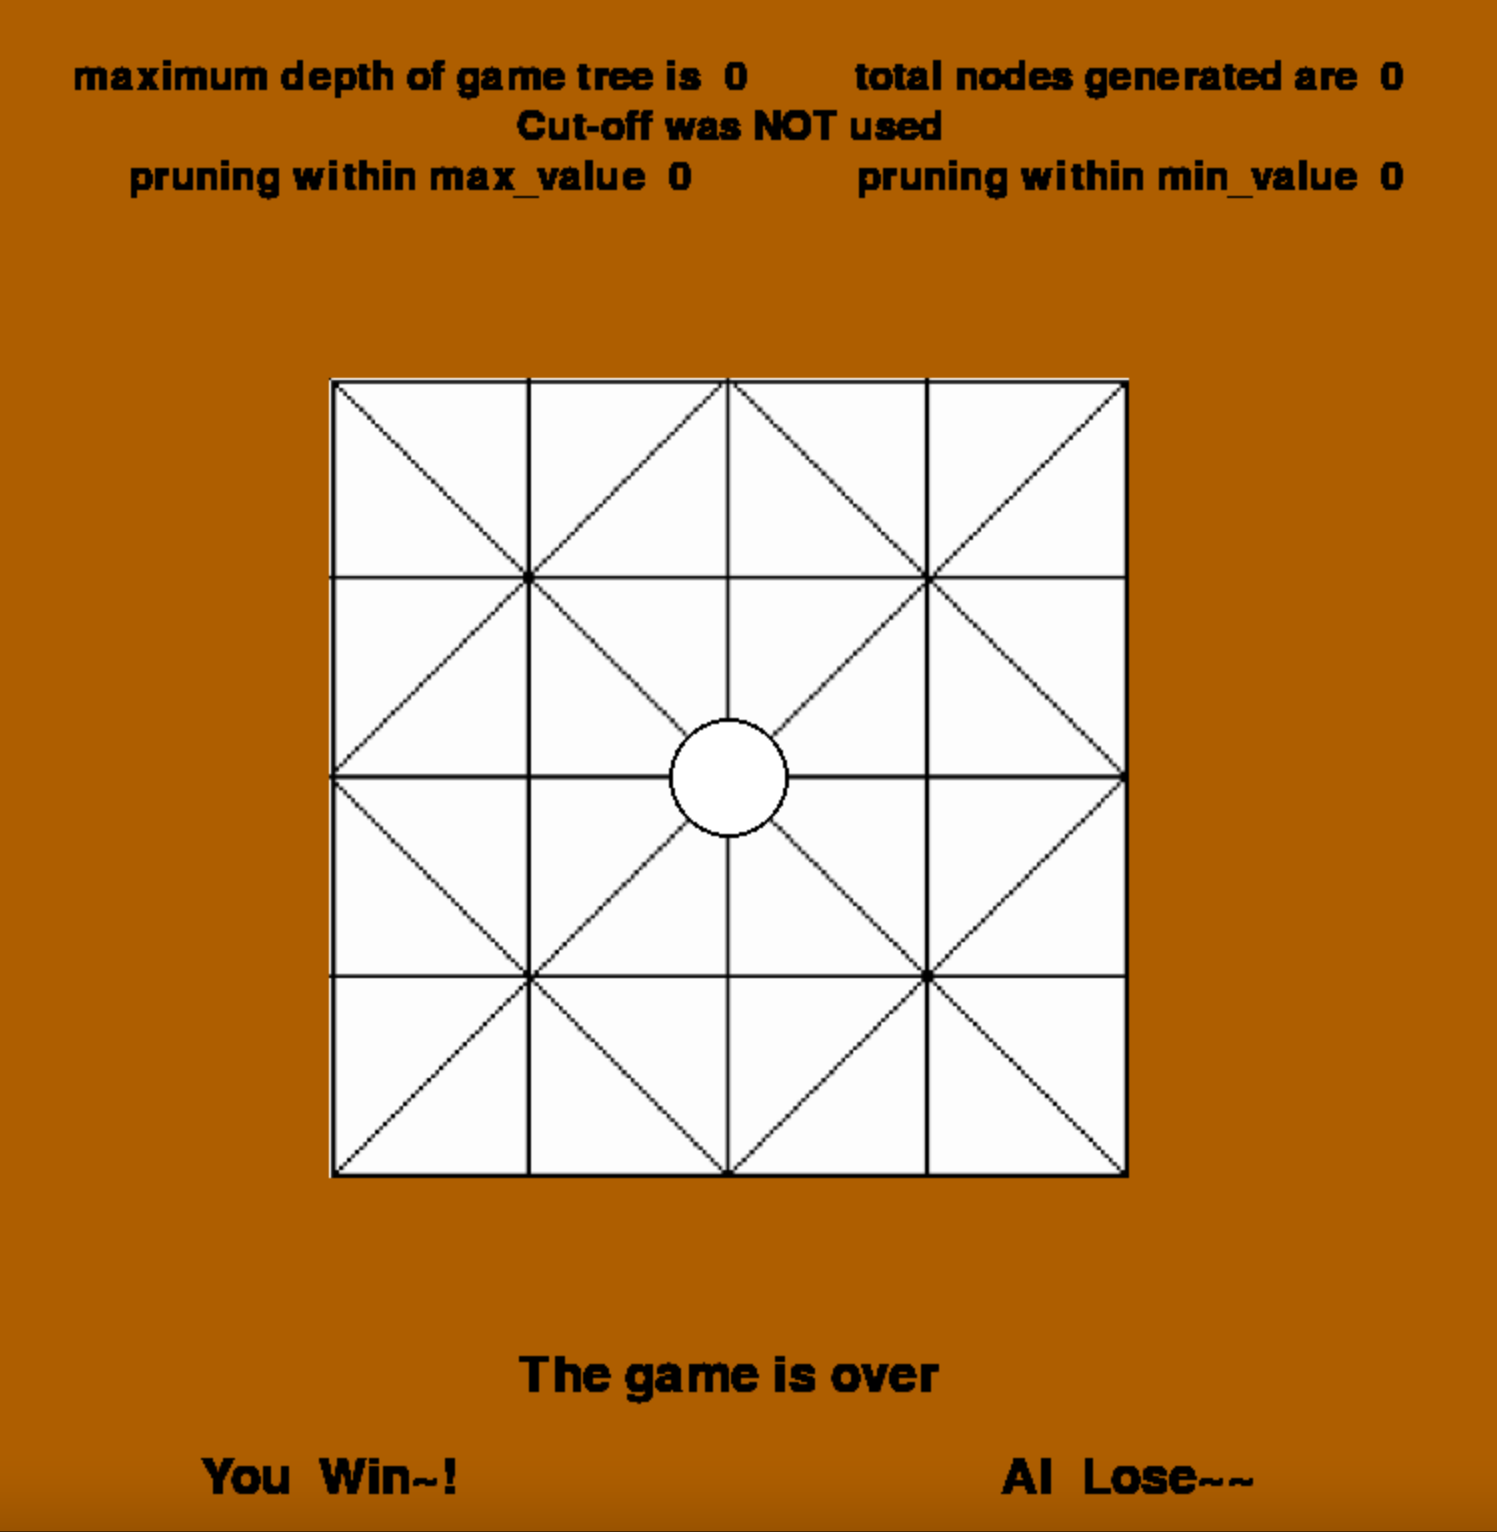 maximum depth of game tree is 0 total nodes generated are 0
Cut-off was NOT used
pruning within max_value 0 pruning within min_value 0
The game is over
You Win~! AI Lose~~